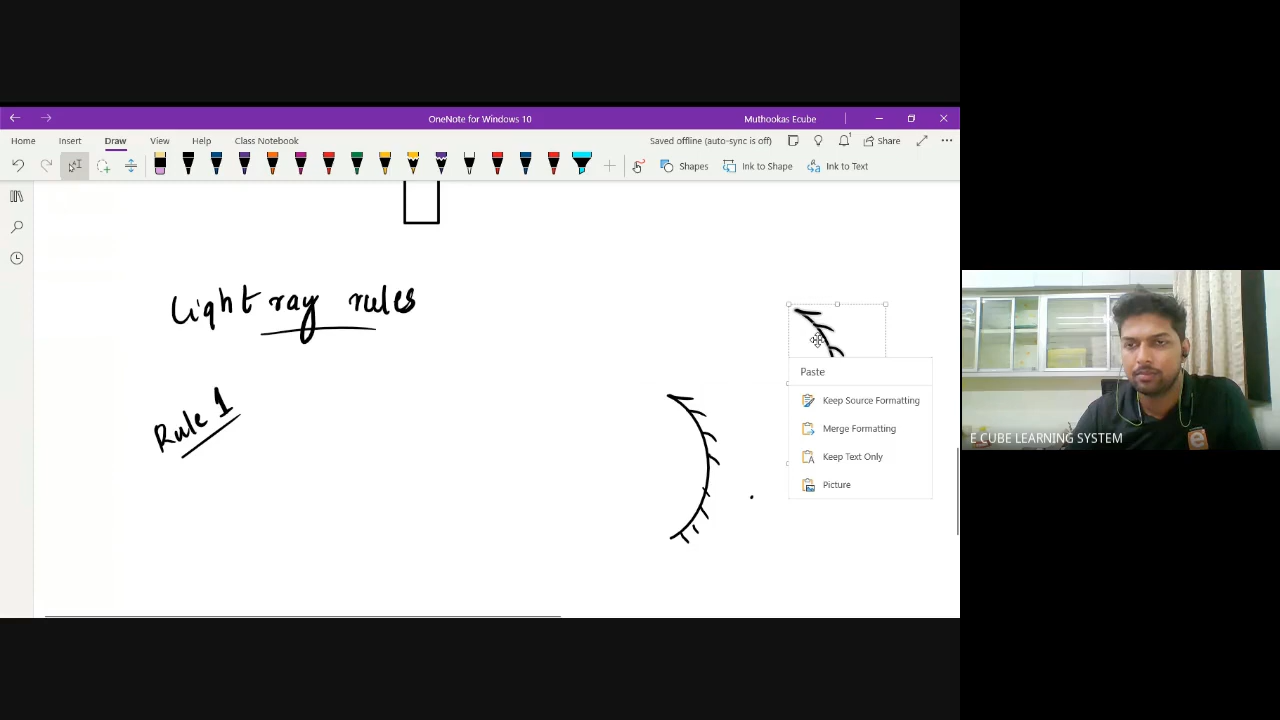 OneNote for Windows 10
Muthookas Ecube
Home Insert Draw View Help Class Notebook
Saved offline (auto-sync is off)
Share
Shapes
Ink to Shape
Ink to Text
Light ray rules
Rule 1
Paste
Keep Source Formatting
Merge Formatting
Keep Text Only
Picture
E CUBE LEARNING SYSTEM